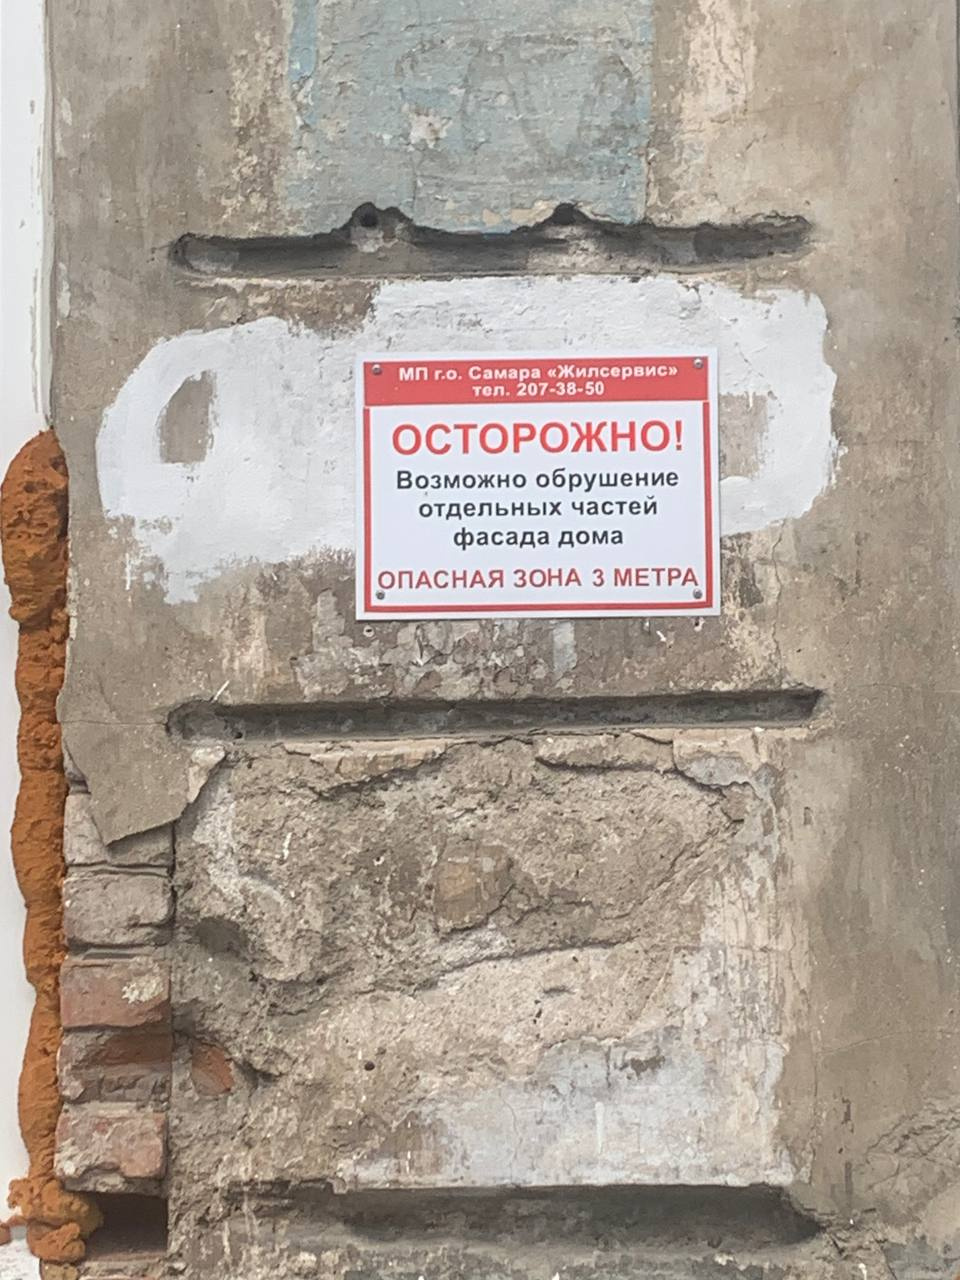 МП г.о. Самара «Жилсервис»
тел. 207-38-50
ОСТОРОЖНО!
Возможно обрушение
отдельных частей
фасада дома
ОПАСНАЯ ЗОНА 3 МЕТРА